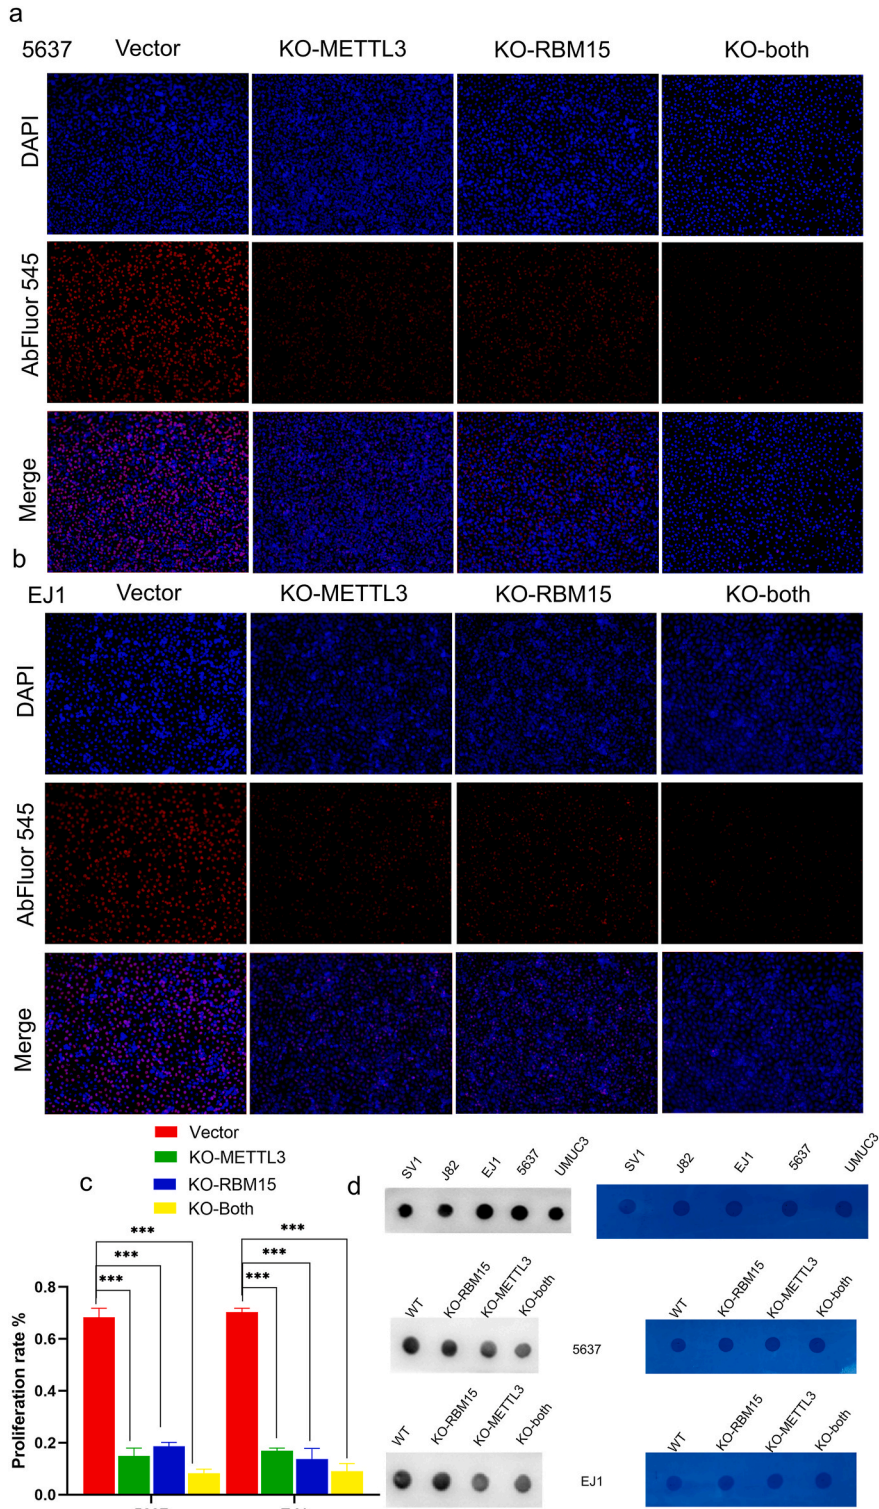 a
5637 Vector KO-METTL3 KO-RBM15 KO-both
DAPI
AbFluor 545
Merge
b
EJ1 Vector KO-METTL3 KO-RBM15 KO-both
DAPI
AbFluor 545
Merge
Vector
KO-METTL3
KO-RBM15
KO-Both
c
*** ***
*** ***
*** ***
Proliferation rate %
0.8
0.6
0.4
0.2
0.0
d
SV1 J82 EJ1 5637 UMUC3
SV1 J82 EJ1 5637 UMUC3
WT KO-RBM15 KO-METTL3 KO-both
5637
WT KO-RBM15 KO-METTL3 KO-both
WT KO-RBM15 KO-METTL3 KO-both
EJ1
WT KO-RBM15 KO-METTL3 KO-both